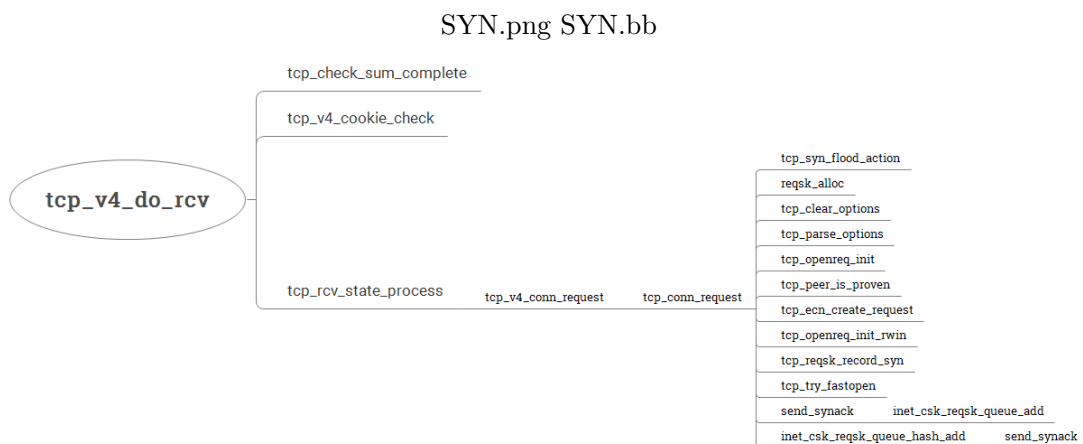 SYN.png SYN.bb
tcp_check_sum_complete
tcp_v4_cookie_check
tcp_v4_do_rcv
tcp_rcv_state_process
tcp_v4_conn_request
tcp_conn_request
tcp_syn_flood_action
reqsk_alloc
tcp_clear_options
tcp_parse_options
tcp_openreq_init
tcp_peer_is_proven
tcp_ecn_create_request
tcp_openreq_init_rwin
tcp_reqsk_record_syn
tcp_try_fastopen
send_synack inet_csk_reqsk_queue_add
inet_csk_reqsk_queue_hash_add send_synack